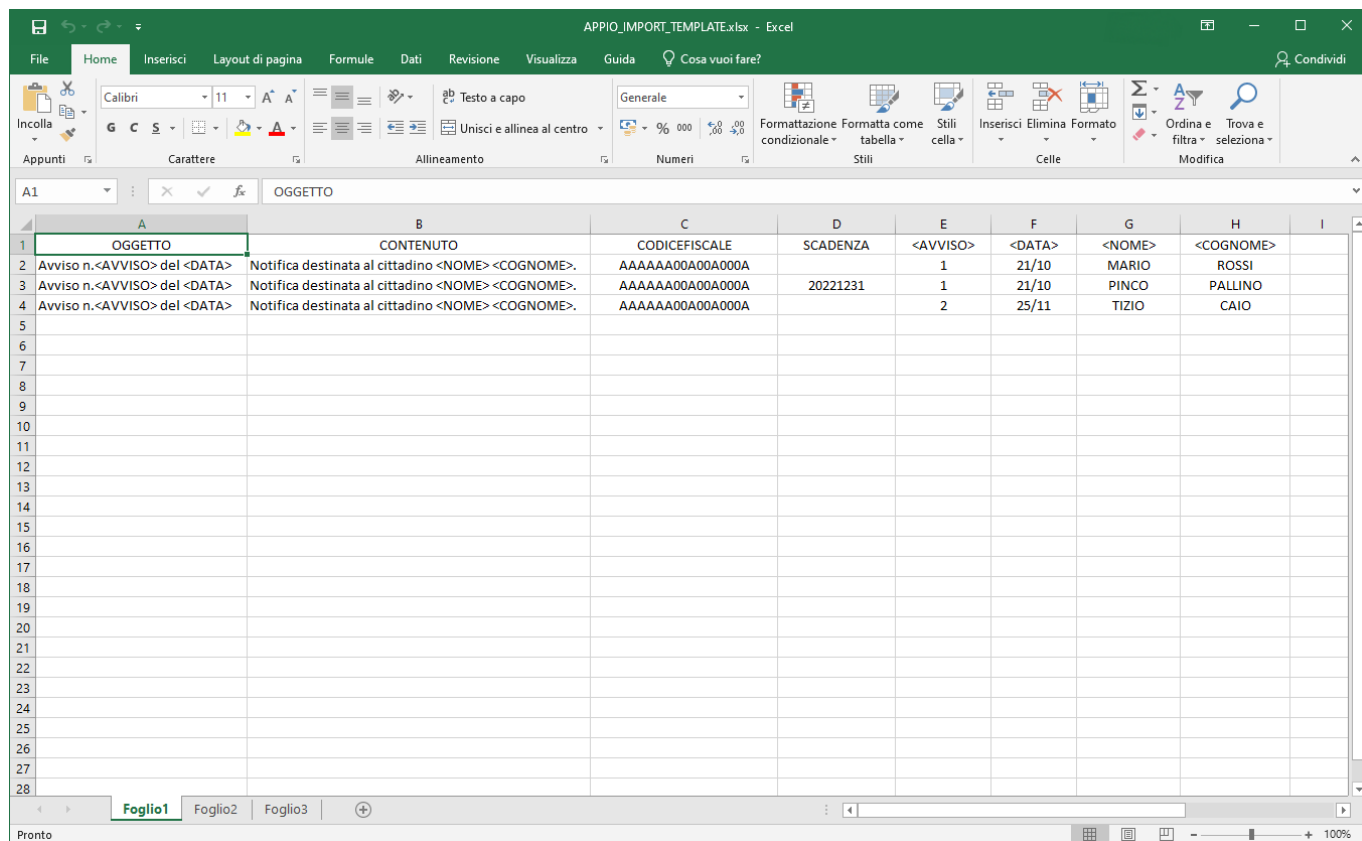 APPIO_IMPORT_TEMPLATE.xlsx - Excel
File Home Inserisci Layout di pagina Formule Dati Revisione Visualizza Guida Cosa vuoi fare? Condividi
Incolla
Calibri 11 A A
G C S A
ab Testo a capo
Unisci e allinea al centro
Generale
% 000 ,00 ,0 ,00
Formattazione condizionale Formatta come tabella Stili cella
Inserisci Elimina Formato
Σ
A Z Ordina e filtra Trova e seleziona
Appunti Carattere Allineamento Numeri Stili Celle Modifica
A1 fx OGGETTO
A B C D E F G H I
1 OGGETTO CONTENUTO CODICEFISCALE SCADENZA <AVVISO> <DATA> <NOME> <COGNOME>
2 Avviso n.<AVVISO> del <DATA> Notifica destinata al cittadino <NOME> <COGNOME>. AAAAAA00A00A000A 1 21/10 MARIO ROSSI
3 Avviso n.<AVVISO> del <DATA> Notifica destinata al cittadino <NOME> <COGNOME>. AAAAAA00A00A000A 20221231 1 21/10 PINCO PALLINO
4 Avviso n.<AVVISO> del <DATA> Notifica destinata al cittadino <NOME> <COGNOME>. AAAAAA00A00A000A 2 25/11 TIZIO CAIO
5
6
7
8
9
10
11
12
13
14
15
16
17
18
19
20
21
22
23
24
25
26
27
28
Foglio1 Foglio2 Foglio3
Pronto 100%